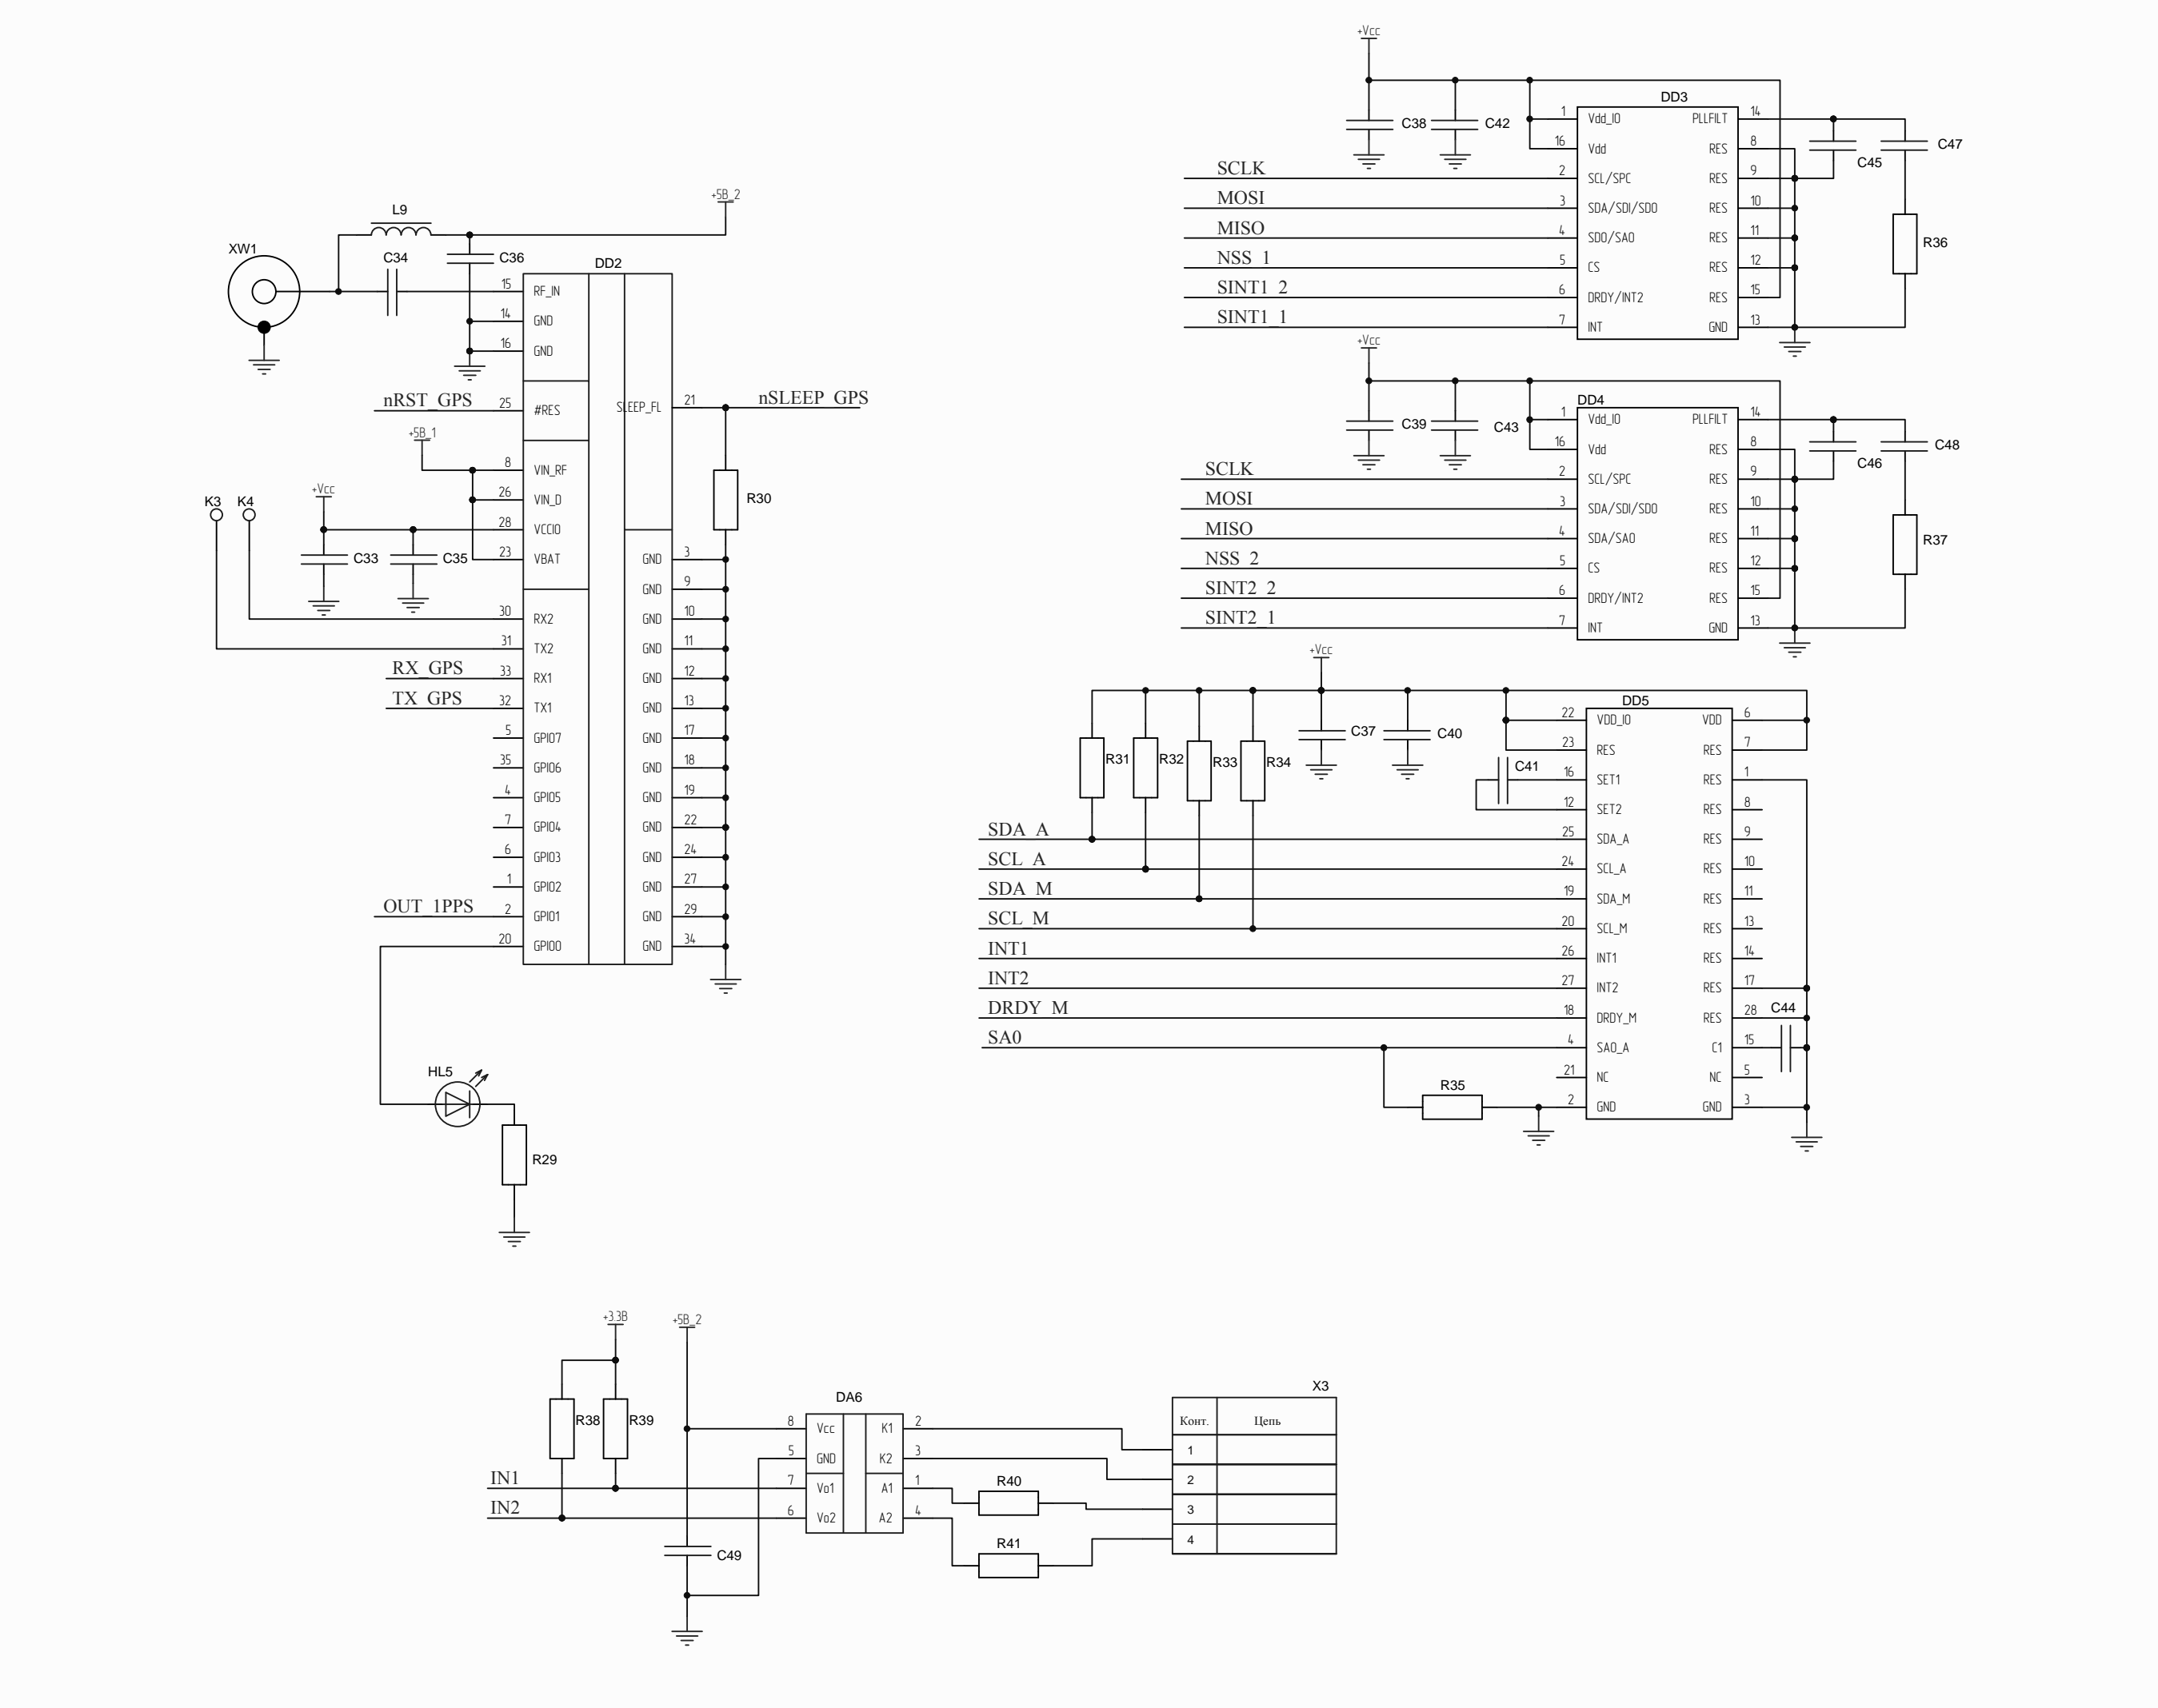 XW1
L9
C34
C36
+5В_2
DD2
15 RF_IN
14 GND
16 GND
nRST_GPS 25 #RES
SLEEP_FL 21 nSLEEP_GPS
+5В_1
8 VIN_RF
26 VIN_D
28 VCCIO
23 VBAT
R30
K3 K4
+Vcc
C33 C35
30 RX2
31 TX2
RX_GPS 33 RX1
TX_GPS 32 TX1
5 GPIO7
35 GPIO6
4 GPIO5
7 GPIO4
6 GPIO3
1 GPIO2
OUT_1PPS 2 GPIO1
20 GPIO0
GND 3
GND 9
GND 10
GND 11
GND 12
GND 13
GND 17
GND 18
GND 19
GND 22
GND 24
GND 27
GND 29
GND 34
HL5
R29
+Vcc
C38 C42
DD3
1 Vdd_IO PLLFILT 14
16 Vdd RES 8
SCLK 2 SCL/SPC RES 9
MOSI 3 SDA/SDI/SDO RES 10
MISO 4 SDO/SAO RES 11
NSS_1 5 CS RES 12
SINT1_2 6 DRDY/INT2 RES 15
SINT1_1 7 INT GND 13
C45
C47
R36
+Vcc
C39 C43
DD4
1 Vdd_IO PLLFILT 14
16 Vdd RES 8
SCLK 2 SCL/SPC RES 9
MOSI 3 SDA/SDI/SDO RES 10
MISO 4 SDA/SAO RES 11
NSS_2 5 CS RES 12
SINT2_2 6 DRDY/INT2 RES 15
SINT2_1 7 INT GND 13
C46
C48
R37
+Vcc
R31 R32 R33 R34
C37 C40
C41
DD5
22 VDD_IO VDD 6
23 RES RES 7
16 SET1 RES 1
12 SET2 RES 8
SDA_A 25 SDA_A RES 9
SCL_A 24 SCL_A RES 10
SDA_M 19 SDA_M RES 11
SCL_M 20 SCL_M RES 13
INT1 26 INT1 RES 14
INT2 27 INT2 RES 17
DRDY_M 18 DRDY_M RES 28
SA0 4 SAO_A C1 15
21 NC NC 5
2 GND GND 3
C44
R35
+3.3В
+5В_2
R38 R39
DA6
8 Vcc K1 2
5 GND K2 3
IN1 7 Vo1 A1 1
IN2 6 Vo2 A2 4
C49
R40
R41
X3
Конт. Цепь
1
2
3
4